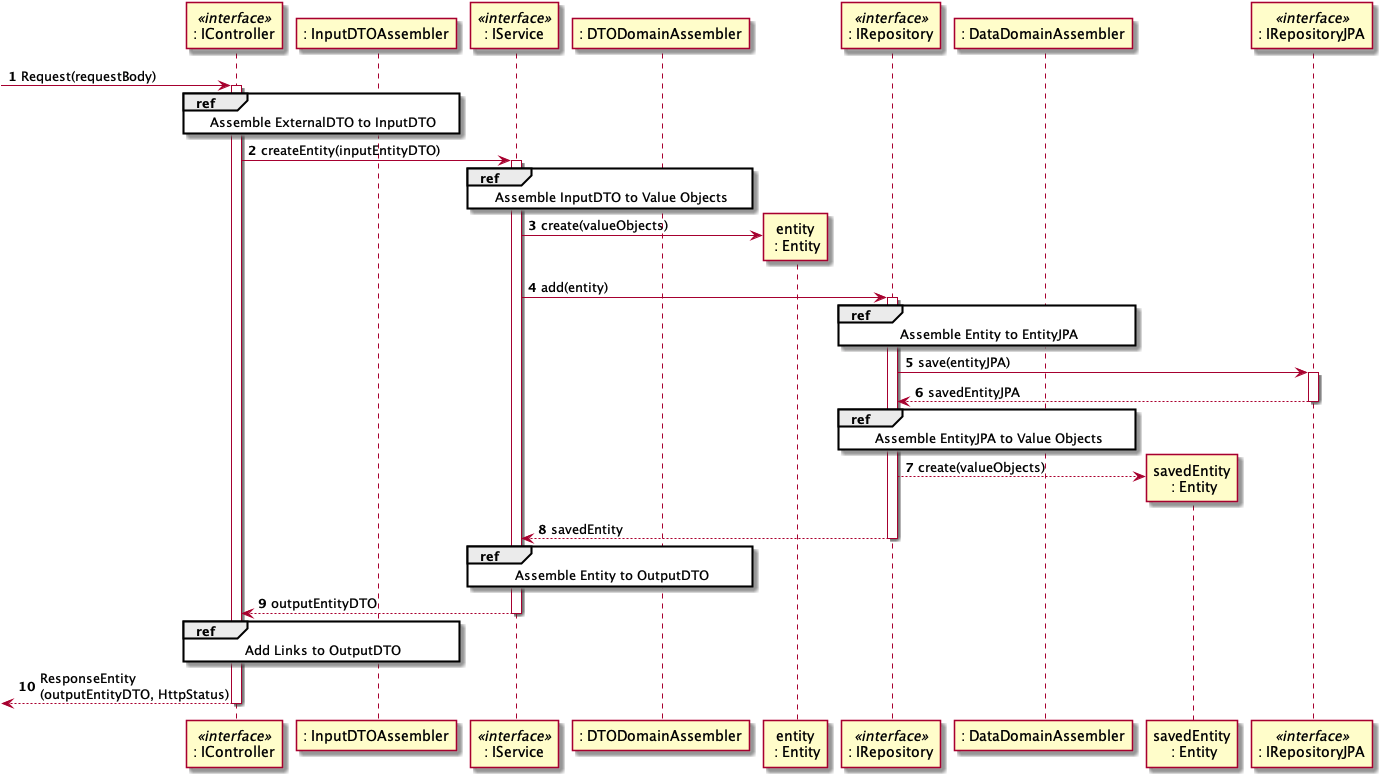 «interface»
: IController
: InputDTOAssembler
«interface»
: IService
: DTODomainAssembler
«interface»
: IRepository
: DataDomainAssembler
«interface»
: IRepositoryJPA
1 Request(requestBody)
ref
Assemble ExternalDTO to InputDTO
2 createEntity(inputEntityDTO)
ref
Assemble InputDTO to Value Objects
3 create(valueObjects)
entity
: Entity
4 add(entity)
ref
Assemble Entity to EntityJPA
5 save(entityJPA)
6 savedEntityJPA
ref
Assemble EntityJPA to Value Objects
7 create(valueObjects)
savedEntity
: Entity
8 savedEntity
ref
Assemble Entity to OutputDTO
9 outputEntityDTO
ref
Add Links to OutputDTO
10 ResponseEntity
(outputEntityDTO, HttpStatus)
«interface»
: IController
: InputDTOAssembler
«interface»
: IService
: DTODomainAssembler
entity
: Entity
«interface»
: IRepository
: DataDomainAssembler
savedEntity
: Entity
«interface»
: IRepositoryJPA